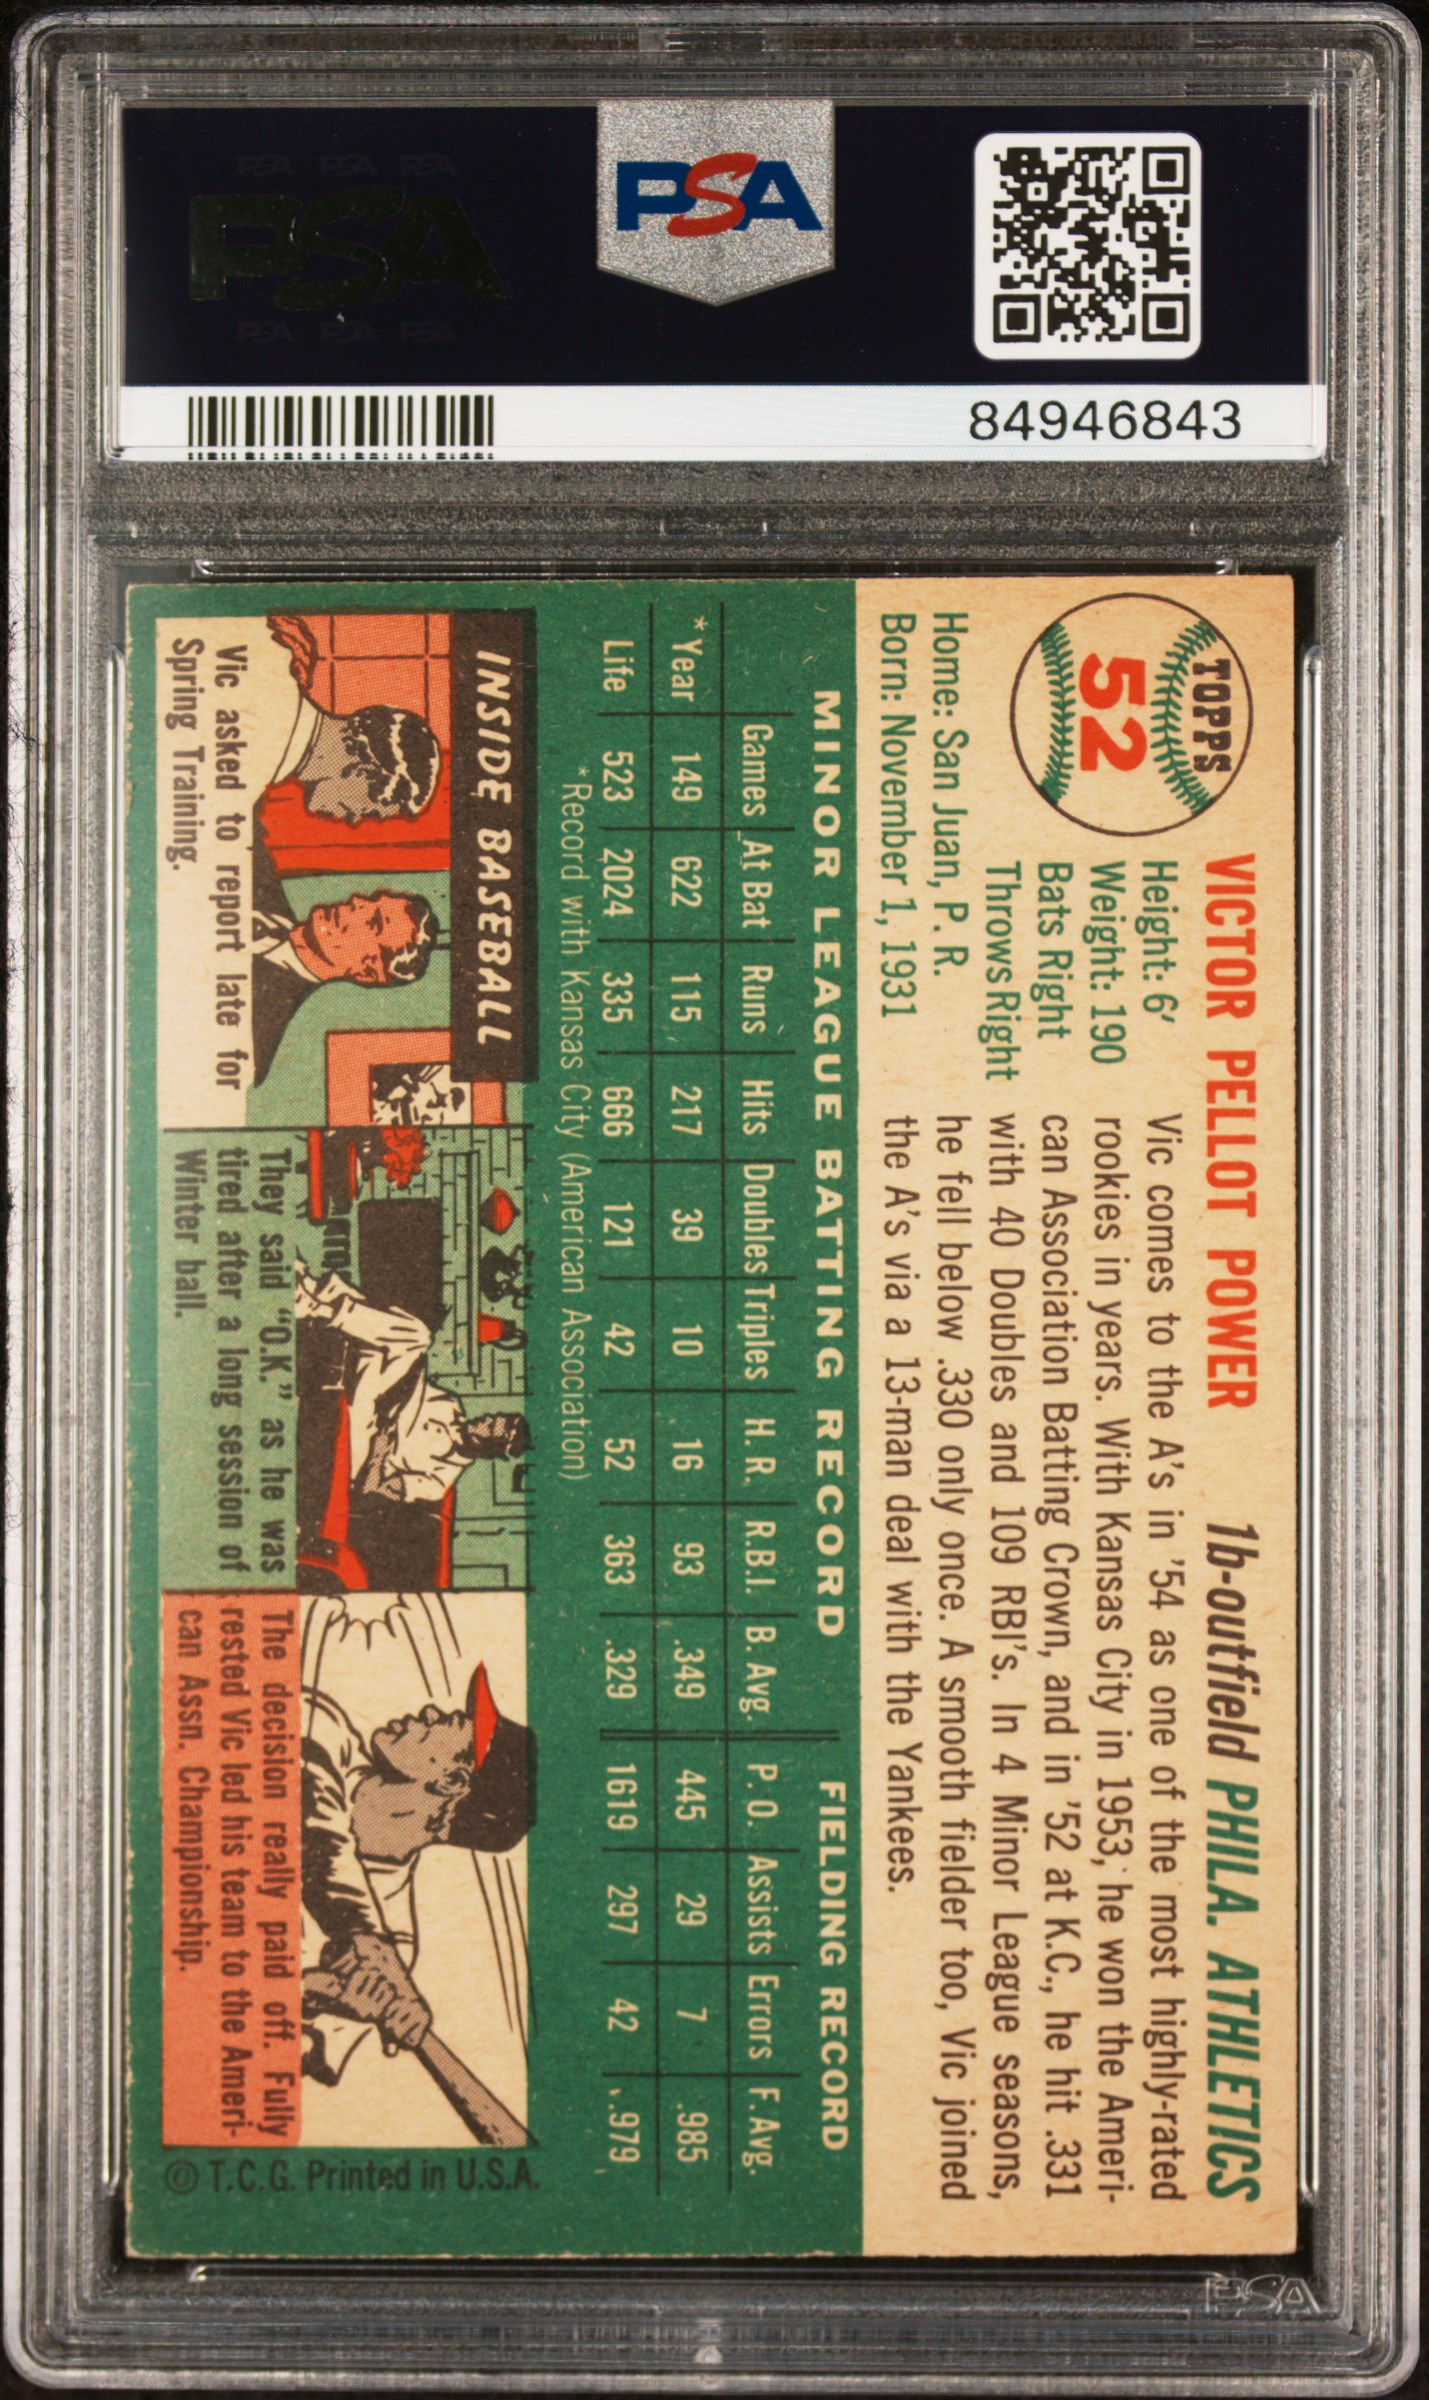 PSA PSA PSA
PSA
PSA PSA PSA
PSA
84946843
TOPPS
52
VICTOR PELLOT POWER 1b-outfield PHILA. ATHLETICS
Height: 6'
Weight: 190
Bats Right
Throws Right
Home: San Juan, P. R.
Born: November 1, 1931
Vic comes to the A's in '54 as one of the most highly-rated
rookies in years. With Kansas City in 1953, he won the Ameri-
can Association Batting Crown, and in '52 at K.C., he hit .331
with 40 Doubles and 109 RBI's. In 4 Minor League seasons,
he fell below .330 only once. A smooth fielder too, Vic joined
the A's via a 13-man deal with the Yankees.
MINOR LEAGUE BATTING RECORD FIELDING RECORD
Games At Bat Runs Hits Doubles Triples H. R. R.B.I. B. Avg. P. O. Assists Errors F. Avg.
*Year 149 622 115 217 39 10 16 93 .349 445 29 7 .985
Life 523 2024 335 666 121 42 52 363 .329 1619 297 42 .979
*Record with Kansas City (American Association)
INSIDE BASEBALL
Vic asked to report late for
Spring Training.
They said "O.K." as he was
tired after a long session of
Winter ball.
The decision really paid off. Fully
rested Vic led his team to the Ameri-
can Assn. Championship.
© T.C.G. Printed in U.S.A.
PSA